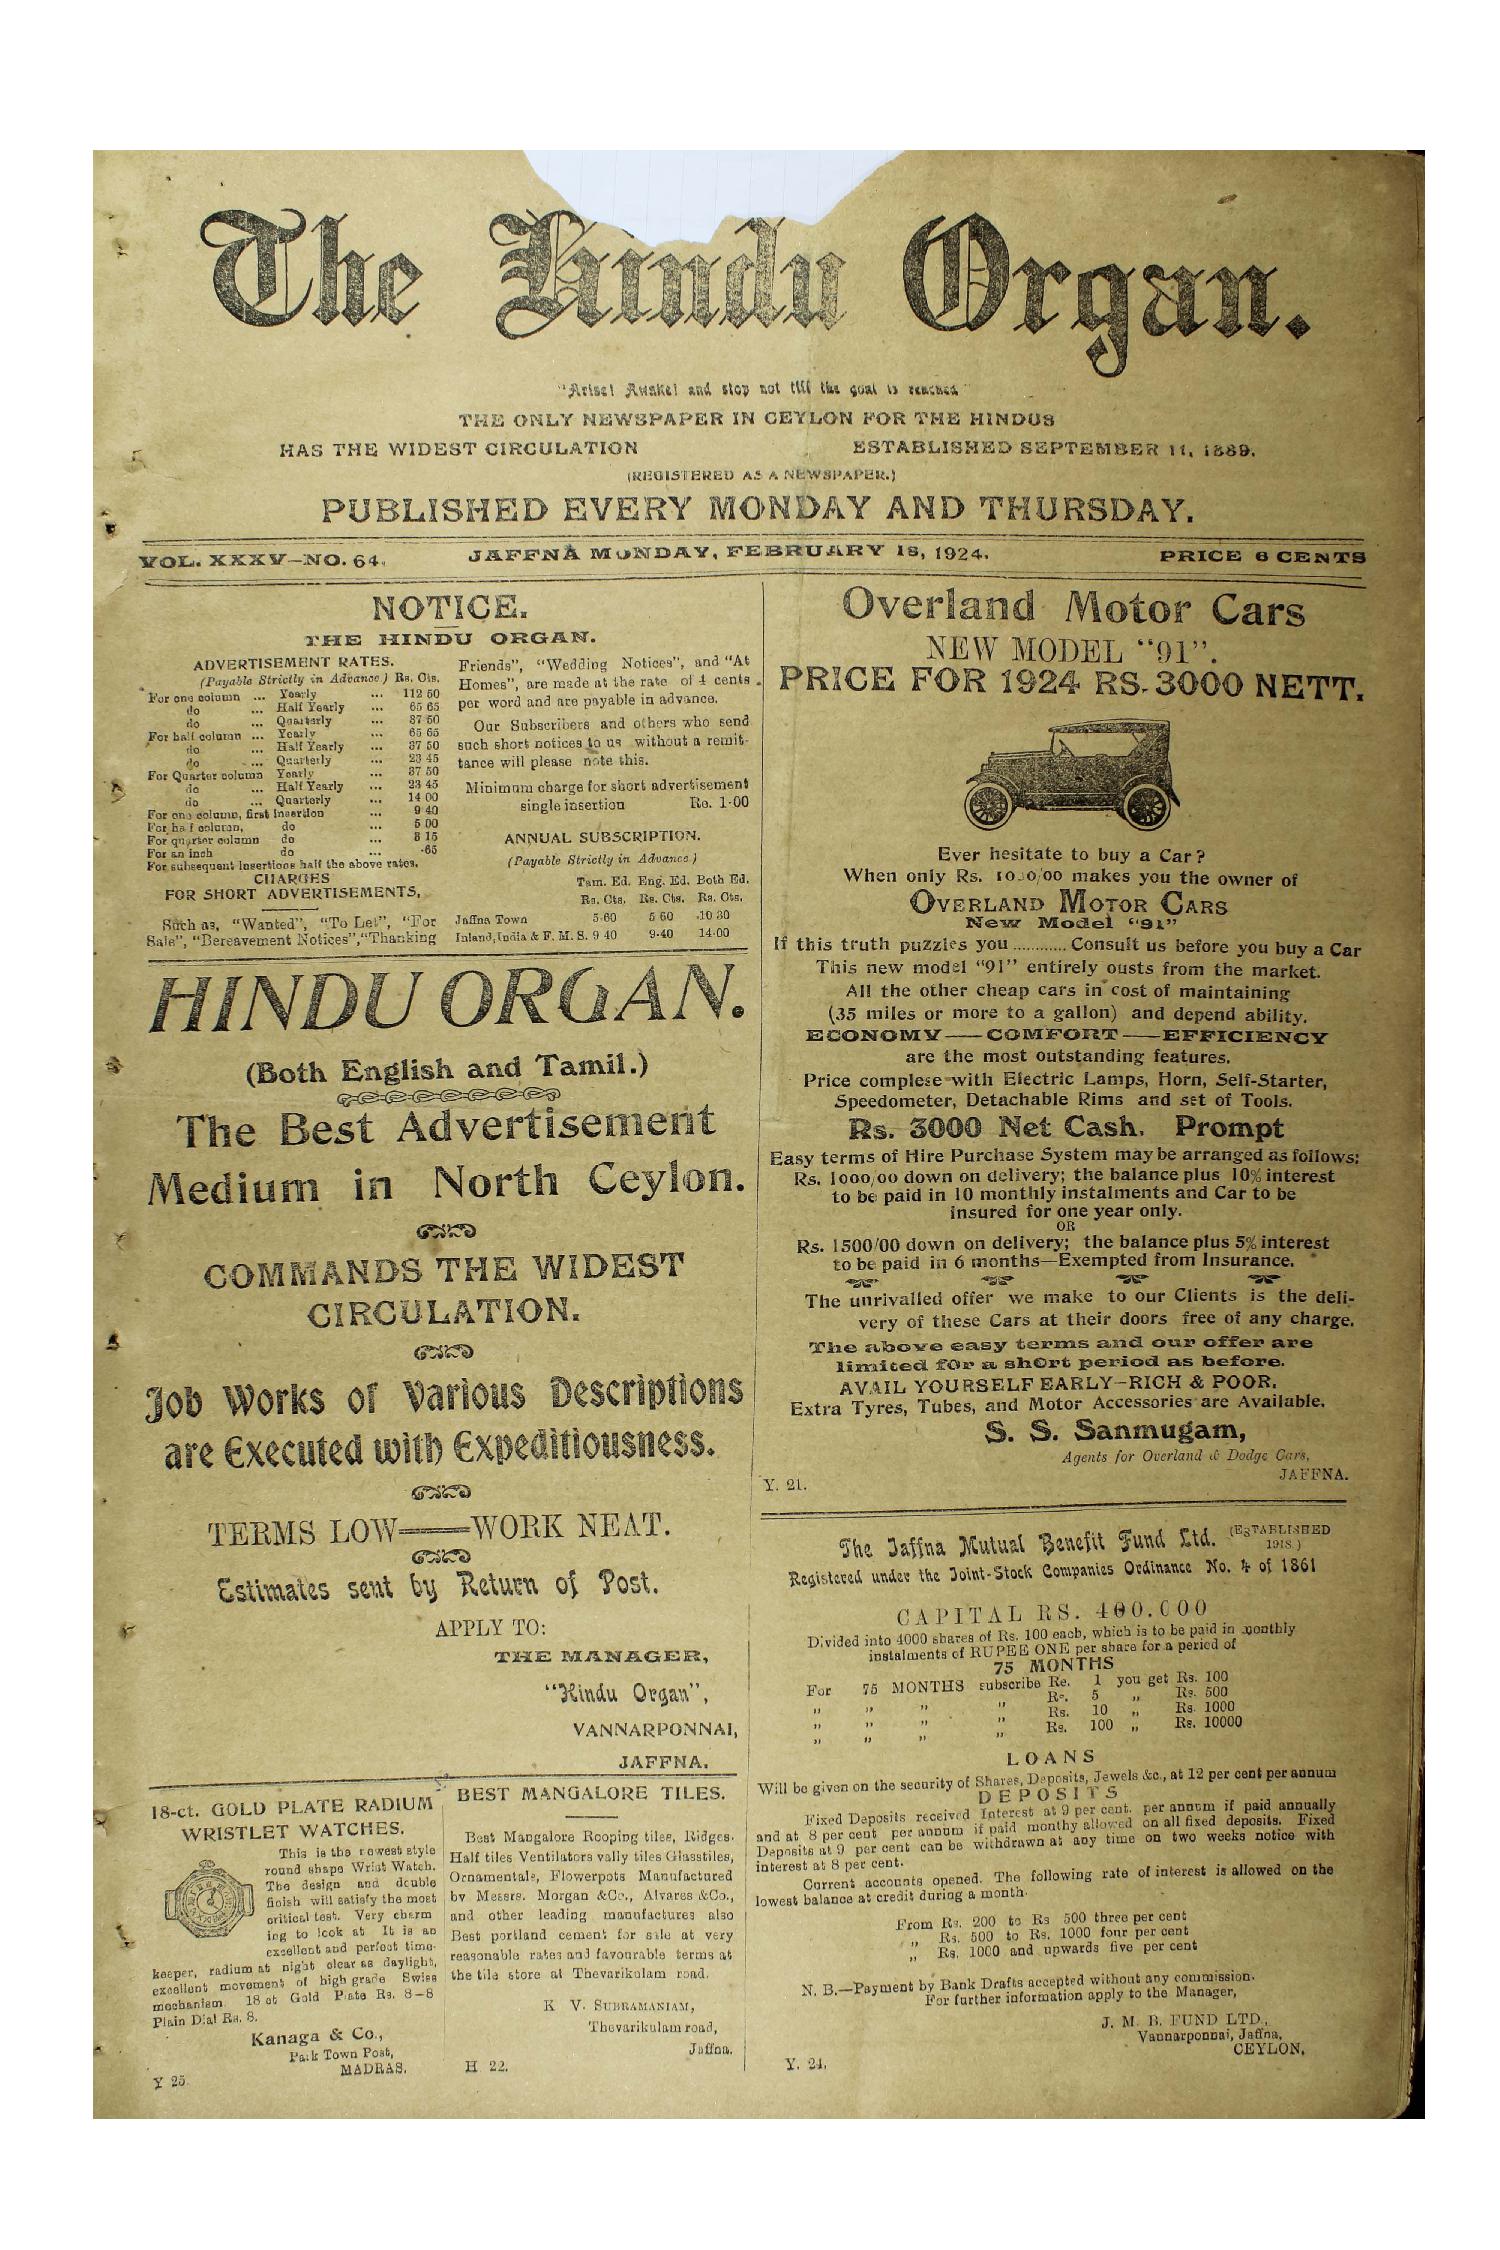 The Hindu Organ.
"Arise! Awake! and stop not till the goal is reached"
THE ONLY NEWSPAPER IN CEYLON FOR THE HINDUS
HAS THE WIDEST CIRCULATION ESTABLISHED SEPTEMBER 11, 1889.
(REGISTERED AS A NEWSPAPER.)
PUBLISHED EVERY MONDAY AND THURSDAY.
VOL. XXXV—NO. 64. JAFFNA MONDAY, FEBRUARY 18, 1924. PRICE 6 CENTS
NOTICE.
THE HINDU ORGAN.
ADVERTISEMENT RATES.
(Payable Strictly in Advance) Rs. Cts.
For one column ... Yearly ... 112 50
do ... Half Yearly ... 65 65
do ... Quarterly ... 37 50
For half column ... Yearly ... 65 65
do ... Half Yearly ... 37 50
do ... Quarterly ... 23 45
For Quarter column Yearly ... 37 50
do ... Half Yearly ... 23 45
do ... Quarterly ... 14 00
For one column, first insertion ... 9 40
For half column, do ... 5 00
For quarter column do ... 3 15
For an inch do ... ·65
For subsequent insertions half the above rates.
CHARGES
FOR SHORT ADVERTISEMENTS,
Such as, "Wanted", "To Let", "For
Sale", "Bereavement Notices", "Thanking
Friends", "Wedding Notices", and "At
Homes", are made at the rate of 4 cents
per word and are payable in advance.
Our Subscribers and others who send
such short notices to us without a remit-
tance will please note this.
Minimum charge for short advertisement
single insertion Re. 1·00
ANNUAL SUBSCRIPTION.
(Payable Strictly in Advance)
Tam. Ed. Eng. Ed. Both Ed.
Rs. Cts. Rs. Cts. Rs. Cts.
Jaffna Town 5·60 5 60 10 30
Inland, India & F. M. S. 9 40 9·40 14·00
HINDU ORGAN.
(Both English and Tamil.)
The Best Advertisement
Medium in North Ceylon.
COMMANDS THE WIDEST
CIRCULATION.
Job Works of Various Descriptions
are Executed with Expeditiousness.
TERMS LOW——WORK NEAT.
Estimates sent by Return of Post.
APPLY TO:
THE MANAGER,
"Hindu Organ",
VANNARPONNAI,
JAFFNA.
18-ct. GOLD PLATE RADIUM
WRISTLET WATCHES.
This is the newest style
round shape Wrist Watch.
The design and double
finish will satisfy the most
critical test. Very charm
ing to look at It is an
excellent and perfect time-
keeper, radium at night clear as daylight,
excellent movement of high grade Swiss
mechanism 18 ct Gold Plate Rs. 8–8
Plain Dial Rs. 8.
Kanaga & Co.,
Park Town Post,
MADRAS.
Y 25.
BEST MANGALORE TILES.
Best Mangalore Rooping tiles, Ridges.
Half tiles Ventilators vally tiles Glasstiles,
Ornamentals, Flowerpots Manufactured
by Messrs. Morgan &Co., Alvares &Co.,
and other leading manufactures also
Best portland cement for sale at very
reasonable rates and favourable terms at
the tile store at Thevarikulam road.
K V. SUBRAMANIAM,
Thevarikulam road,
Jaffna.
H 22.
Overland Motor Cars
NEW MODEL "91".
PRICE FOR 1924 RS. 3000 NETT.
Ever hesitate to buy a Car?
When only Rs. 1000/00 makes you the owner of
OVERLAND MOTOR CARS
New Model "91"
If this truth puzzles you ............ Consult us before you buy a Car
This new model "91" entirely ousts from the market.
All the other cheap cars in cost of maintaining
(35 miles or more to a gallon) and depend ability.
ECONOMY——COMFORT——EFFICIENCY
are the most outstanding features.
Price complese with Electric Lamps, Horn, Self-Starter,
Speedometer, Detachable Rims and set of Tools.
Rs. 3000 Net Cash. Prompt
Easy terms of Hire Purchase System may be arranged as follows:
Rs. 1000/00 down on delivery; the balance plus 10% interest
to be paid in 10 monthly instalments and Car to be
insured for one year only.
OR
Rs. 1500/00 down on delivery; the balance plus 5% interest
to be paid in 6 months—Exempted from Insurance.
The unrivalled offer we make to our Clients is the deli-
very of these Cars at their doors free of any charge.
The above easy terms and our offer are
limited for a short period as before.
AVAIL YOURSELF EARLY—RICH & POOR.
Extra Tyres, Tubes, and Motor Accessories are Available.
S. S. Sanmugam,
Agents for Overland & Dodge Cars,
JAFFNA.
Y. 21.
The Jaffna Mutual Benefit Fund Ltd. (ESTABLISHED
1918.)
Registered under the Joint-Stock Companies Ordinance No. 4 of 1861
CAPITAL RS. 400.000
Divided into 4000 shares of Rs. 100 each, which is to be paid in monthly
instalments of RUPEE ONE per share for a period of
75 MONTHS
For 75 MONTHS subscribe Re. 1 you get Rs. 100
" " " " Rs. 5 " Rs. 500
" " " " Rs. 10 " Rs. 1000
" " " " Rs. 100 " Rs. 10000
LOANS
Will be given on the security of Shares, Deposits, Jewels &c., at 12 per cent per annum
DEPOSITS
Fixed Deposits received Interest at 9 per cent. per annum if paid annually
and at 8 per cent per annum if paid monthy allowed on all fixed deposits. Fixed
Deposits at 9 per cent can be withdrawn at any time on two weeks notice with
interest at 8 per cent.
Current accounts opened. The following rate of interest is allowed on the
lowest balance at credit during a month.
From Rs. 200 to Rs 500 three per cent
" Rs. 500 to Rs. 1000 four per cent
" Rs. 1000 and upwards five per cent
N. B.—Payment by Bank Drafts accepted without any commission.
For further information apply to the Manager,
J. M. B. FUND LTD.,
Vannarponnai, Jaffna,
CEYLON.
Y. 24.